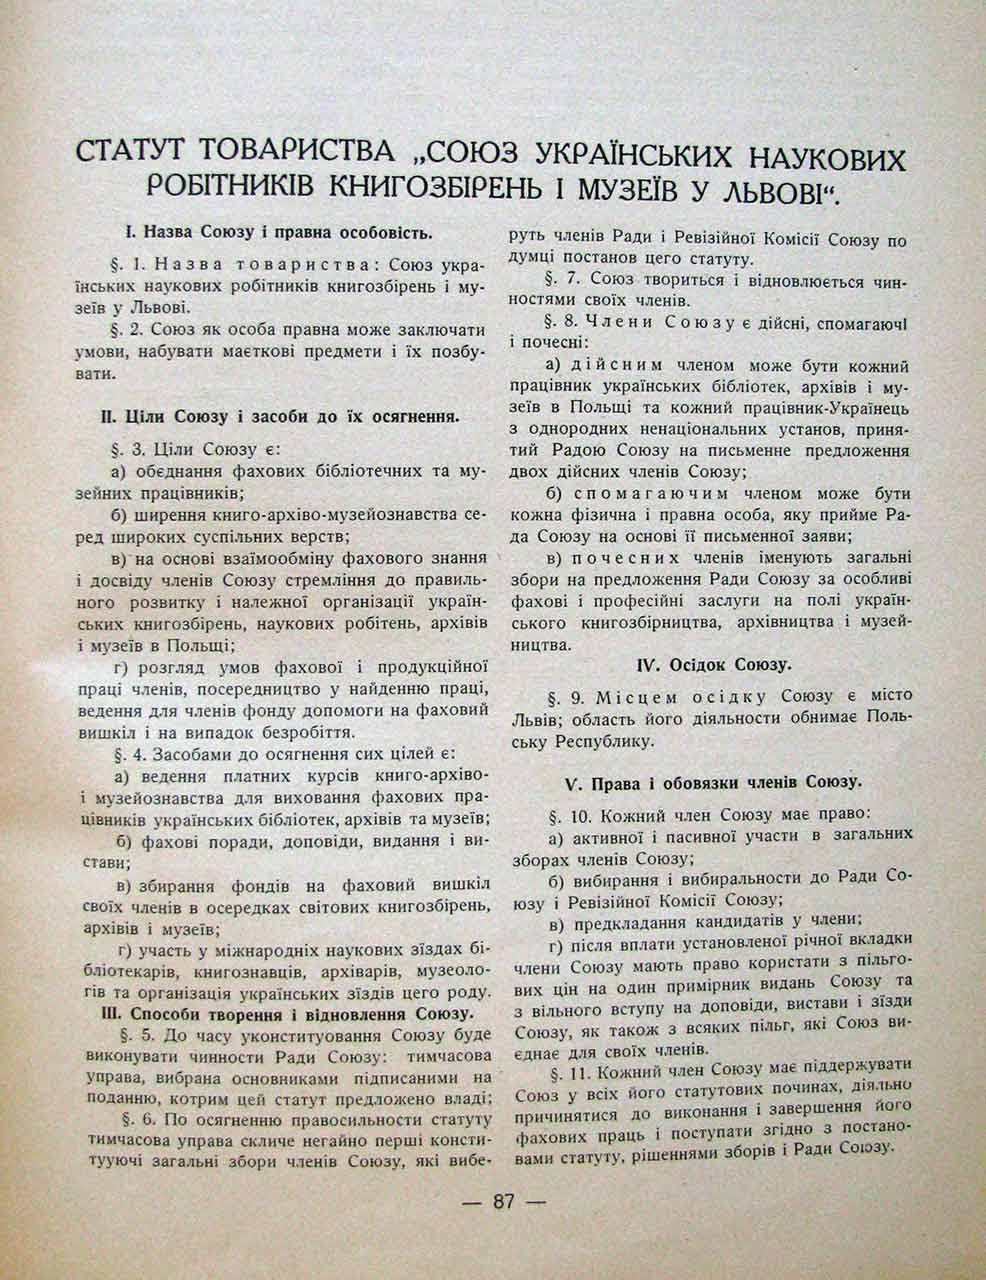 СТАТУТ ТОВАРИСТВА „СОЮЗ УКРАЇНСЬКИХ НАУКОВИХ
РОБІТНИКІВ КНИГОЗБІРЕНЬ І МУЗЕЇВ У ЛЬВОВІ“.
І. Назва Союзу і правна особовість.
§. 1. Назва товариства: Союз укра-
їнських наукових робітників книгозбірень і му-
зеїв у Львові.
§. 2. Союз як особа правна може заключати
умови, набувати маєткові предмети і їх позбу-
вати.
ІІ. Ціли Союзу і засоби до їх осягнення.
§. 3. Ціли Союзу є:
а) обєднання фахових бібліотечних та му-
зейних працівників;
б) ширення книго-архіво-музейознавства се-
ред широких суспільних верств;
в) на основі взаїмообміну фахового знання
і досвіду членів Союзу стремління до правиль-
ного розвитку і належної організації україн-
ських книгозбірень, наукових робітень, архівів
і музеїв в Польщі;
г) розгляд умов фахової і продукційної
праці членів, посередництво у найденню праці,
ведення для членів фонду допомоги на фаховий
вишкіл і на випадок безробіття.
§. 4. Засобами до осягнення сих цілей є:
а) ведення платних курсів книго-архіво-
і музейознавства для виховання фахових пра-
цівників українських бібліотек, архівів та музеїв;
б) фахові поради, доповіди, видання і ви-
стави;
в) збирання фондів на фаховий вишкіл
своїх членів в осередках світових книгозбірень,
архівів і музеїв;
г) участь у міжнародніх наукових зїздах бі-
бліотекарів, книгознавців, архіварів, музеоло-
гів та організація українських зїздів цего роду.
ІІІ. Способи творення і відновлення Союзу.
§. 5. До часу уконституовання Союзу буде
виконувати чинности Ради Союзу: тимчасова
управа, вибрана основниками підписаними на
поданню, котрим цей статут предложено владі;
§. 6. По осягненню правосильности статуту
тимчасова управа скличе негайно перші консти-
тууючі загальні збори членів Союзу, які вибе-
руть членів Ради і Ревізійної Комісії Союзу по
думці постанов цего статуту.
§. 7. Союз твориться і відновлюється чин-
ностями своїх членів.
§. 8. Члени Союзу є дійсні, спомагаючі
і почесні:
а) дійсним членом може бути кожний
працівник українських бібліотек, архівів і му-
зеїв в Польщі та кожний працівник-Українець
з однородних ненаціональних установ, приня-
тий Радою Союзу на письменне предложення
двох дійсних членів Союзу;
б) спомагаючим членом може бути
кожна фізична і правна особа, яку прийме Ра-
да Союзу на основі її письменної заяви;
в) почесних членів іменують загальні
збори на предложення Ради Союзу за особливі
фахові і професійні заслуги на полі україн-
ського книгозбірництва, архівництва і музей-
ництва.
IV. Осідок Союзу.
§. 9. Місцем осідку Союзу є місто
Львів; область його діяльности обнимає Поль-
ську Республику.
V. Права і обовязки членів Союзу.
§. 10. Кожний член Союзу має право:
а) активної і пасивної участи в загальних
зборах членів Союзу;
б) вибирання і вибиральности до Ради Со-
юзу і Ревізійної Комісії Союзу;
в) предкладання кандидатів у члени;
г) після вплати установленої річної вкладки
члени Союзу мають право користати з пільго-
вих цін на один примірник видань Союзу та
з вільного вступу на доповіди, вистави і зїзди
Союзу, як також з всяких пільг, які Союз ви-
єднає для своїх членів.
§. 11. Кожний член Союзу має піддержувати
Союз у всіх його статутових починах, діяльно
причинятися до виконання і завершення його
фахових праць і поступати згідно з постано-
вами статуту, рішеннями зборів і Ради Союзу.
— 87 —